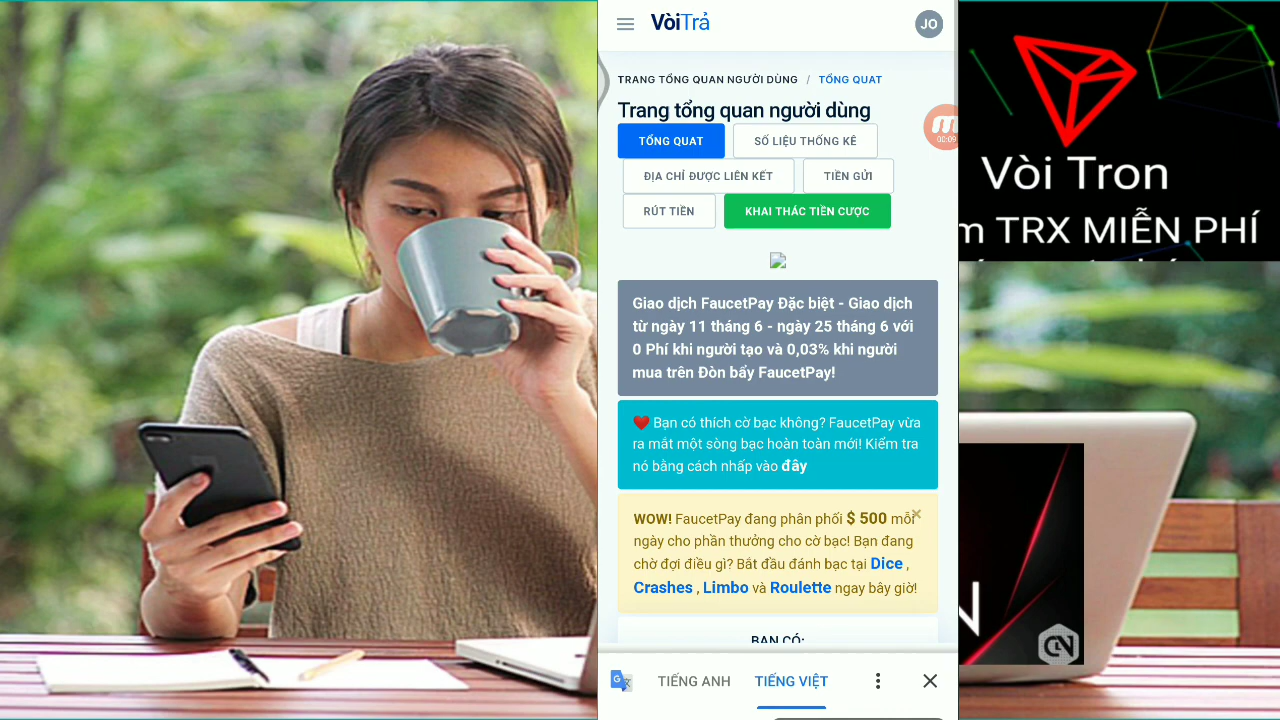 VòiTrả
JO
TRANG TỔNG QUAN NGƯỜI DÙNG / TỔNG QUAT
Trang tổng quan người dùng
00:09
TỔNG QUAT
SỐ LIỆU THỐNG KÊ
ĐỊA CHỈ ĐƯỢC LIÊN KẾT
TIỀN GỬI
RÚT TIỀN
KHAI THÁC TIỀN CƯỢC
Giao dịch FaucetPay Đặc biệt - Giao dịch
từ ngày 11 tháng 6 - ngày 25 tháng 6 với
0 Phí khi người tạo và 0,03% khi người
mua trên Đòn bẩy FaucetPay!
❤️ Bạn có thích cờ bạc không? FaucetPay vừa
ra mắt một sòng bạc hoàn toàn mới! Kiểm tra
nó bằng cách nhấp vào đây
WOW! FaucetPay đang phân phối $ 500 mỗi
ngày cho phần thưởng cho cờ bạc! Bạn đang
chờ đợi điều gì? Bắt đầu đánh bạc tại Dice ,
Crashes , Limbo và Roulette ngay bây giờ!
BẠN CÓ:
TIẾNG ANH
TIẾNG VIỆT
Vòi Tron
m TRX MIỄN PHÍ
N